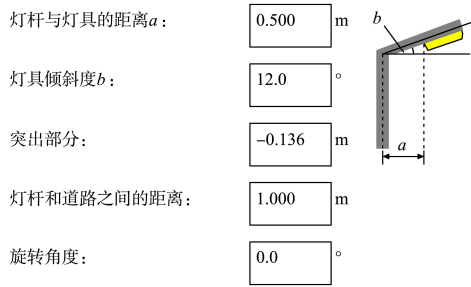 灯杆与灯具的距离a： 0.500 m
灯具倾斜度b： 12.0 °
突出部分： −0.136 m
灯杆和道路之间的距离： 1.000 m
旋转角度： 0.0 °
b
a